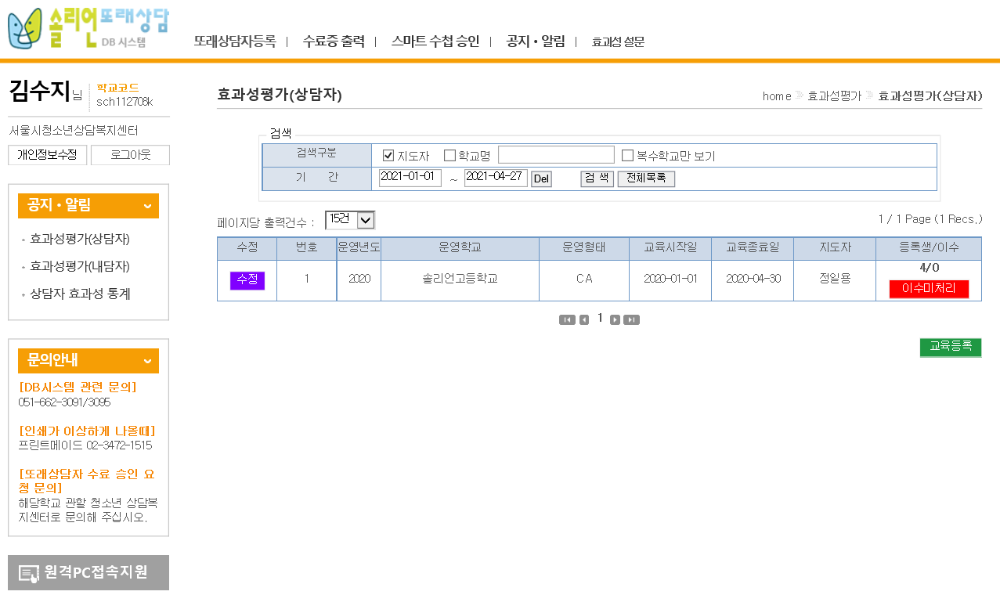 솔리언또래상담
DB 시스템
또래상담자등록 | 수료증 출력 | 스마트 수첩 승인 | 공지 • 알림 | 효과성 설문
김수지님
학교코드
sch112708k
서울시청소년상담복지센터
개인정보수정 로그아웃
공지 • 알림
효과성평가(상담자)
효과성평가(내담자)
상담자 효과성 통계
문의안내
[DB시스템 관련 문의]
051-662-3091/3095
[인쇄가 이상하게 나올때]
프린트메이드 02-3472-1515
[또래상담자 수료 승인 요
청 문의]
해당학교 관할 청소년 상담복
지센터로 문의해 주십시오.
원격PC접속지원
효과성평가(상담자)
home 효과성평가 효과성평가(상담자)
검색
검색구분 지도자 학교명 복수학교만 보기
기 간 2021-01-01 ~ 2021-04-27 Del 검 색 전체목록
페이지당 출력건수 : 15건
1 / 1 Page (1 Recs.)
수정 번호 운영년도 운영학교 운영형태 교육시작일 교육종료일 지도자 등록생/이수
수정 1 2020 솔리언고등학교 CA 2020-01-01 2020-04-30 정일용 4/0
이수미처리
1
교육등록